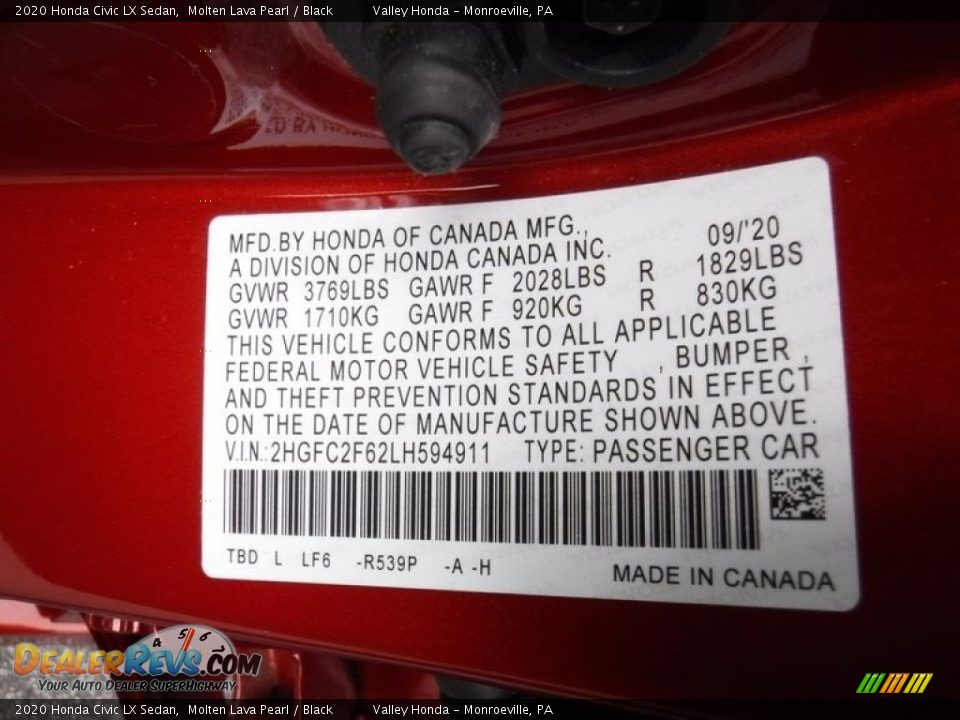 2020 Honda Civic LX Sedan, Molten Lava Pearl / Black Valley Honda - Monroeville, PA
MFD.BY HONDA OF CANADA MFG., 09/'20
A DIVISION OF HONDA CANADA INC.
GVWR 3769LBS GAWR F 2028LBS R 1829LBS
GVWR 1710KG GAWR F 920KG R 830KG
THIS VEHICLE CONFORMS TO ALL APPLICABLE
FEDERAL MOTOR VEHICLE SAFETY , BUMPER ,
AND THEFT PREVENTION STANDARDS IN EFFECT
ON THE DATE OF MANUFACTURE SHOWN ABOVE.
V.I.N.:2HGFC2F62LH594911 TYPE: PASSENGER CAR
TBD L LF6 -R539P -A -H
MADE IN CANADA
4 5 6
DEALERREVS.COM
YOUR AUTO DEALER SUPERHIGHWAY
2020 Honda Civic LX Sedan, Molten Lava Pearl / Black Valley Honda - Monroeville, PA